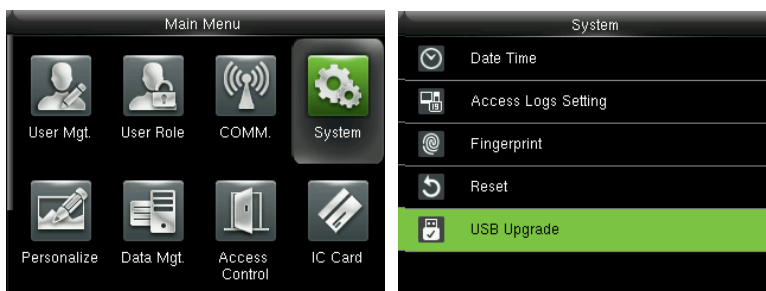 Main Menu
User Mgt.
User Role
COMM.
System
Personalize
Data Mgt.
Access
Control
IC Card
System
Date Time
19
Access Logs Setting
Fingerprint
Reset
USB Upgrade